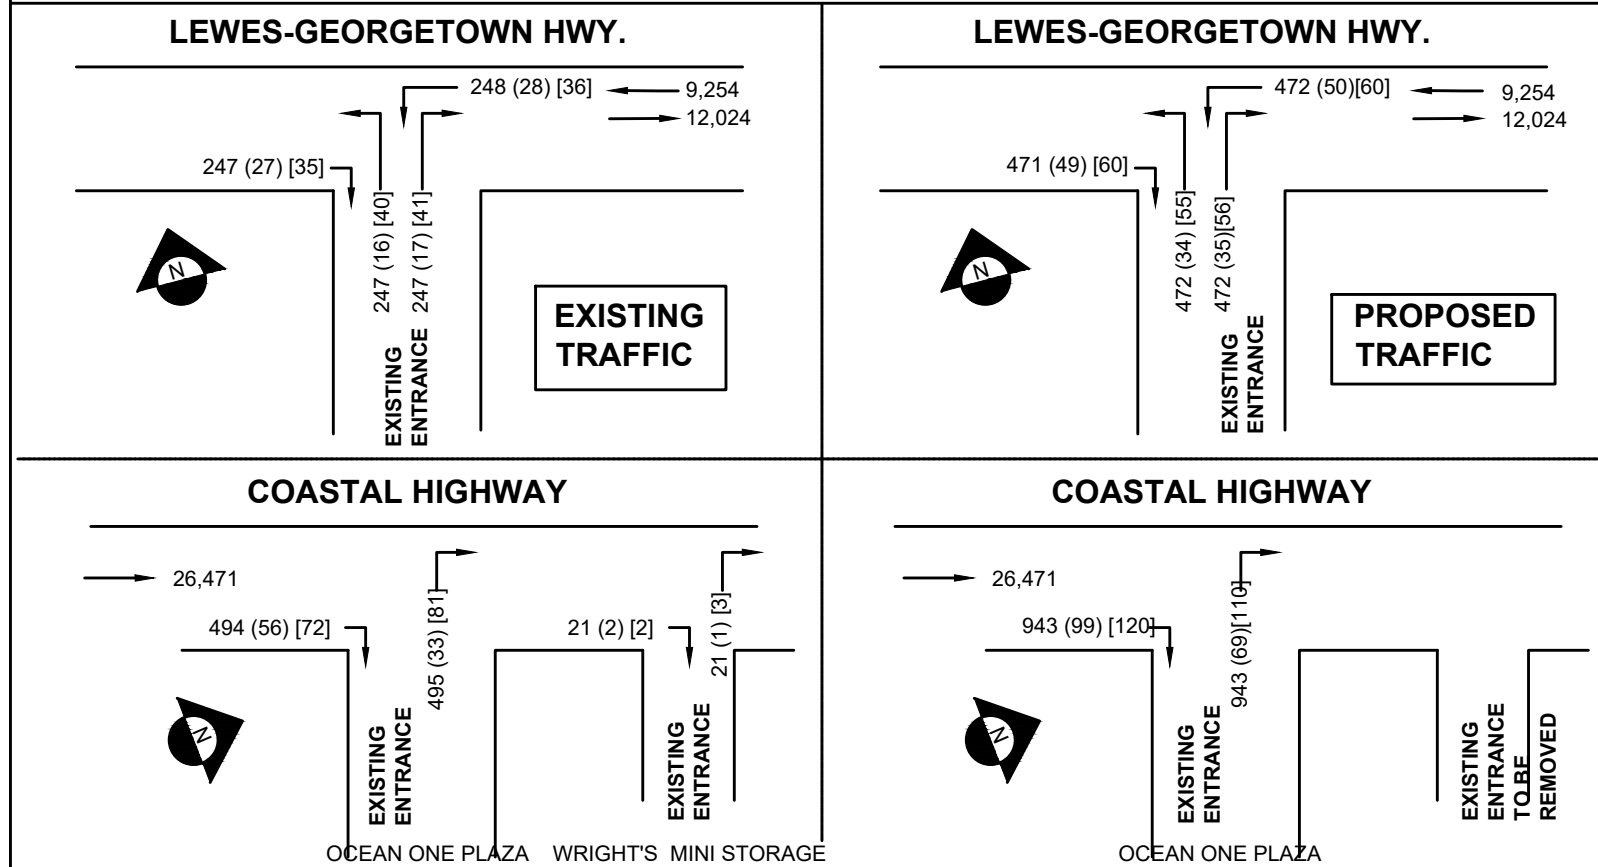 LEWES-GEORGETOWN HWY.
248 (28) [36]
9,254
12,024
247 (27) [35]
247 (16) [40]
247 (17) [41]
N
EXISTING
ENTRANCE
EXISTING
TRAFFIC
LEWES-GEORGETOWN HWY.
472 (50)[60]
9,254
12,024
471 (49) [60]
472 (34) [55]
472 (35)[56]
N
EXISTING
ENTRANCE
PROPOSED
TRAFFIC
COASTAL HIGHWAY
26,471
494 (56) [72]
495 (33) [81]
21 (2) [2]
21 (1) [3]
N
EXISTING
ENTRANCE
EXISTING
ENTRANCE
OCEAN ONE PLAZA
WRIGHT'S MINI STORAGE
COASTAL HIGHWAY
26,471
943 (99) [120]
943 (69)[110]
N
EXISTING
ENTRANCE
EXISTING
ENTRANCE
TO BE
REMOVED
OCEAN ONE PLAZA